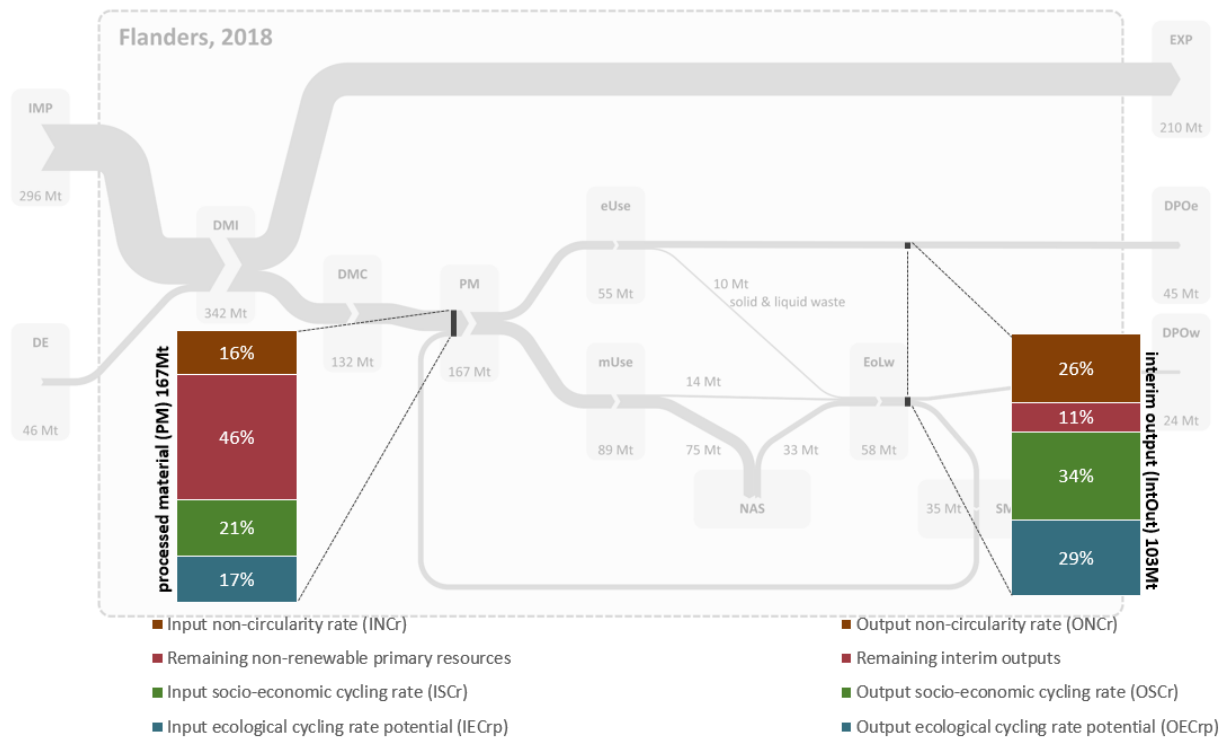 Flanders, 2018
EXP
210 Mt
IMP
296 Mt
DMI
342 Mt
eUse
55 Mt
DPOe
45 Mt
DMC
132 Mt
PM
167 Mt
10 Mt
solid & liquid waste
DE
46 Mt
mUse
89 Mt
14 Mt
75 Mt
33 Mt
EoLw
58 Mt
DPOw
24 Mt
NAS
35 Mt
processed material (PM) 167Mt
16%
46%
21%
17%
interim output (IntOut) 103Mt
26%
11%
34%
29%
Input non-circularity rate (INCr)
Remaining non-renewable primary resources
Input socio-economic cycling rate (ISCr)
Input ecological cycling rate potential (IECrp)
Output non-circularity rate (ONCr)
Remaining interim outputs
Output socio-economic cycling rate (OSCr)
Output ecological cycling rate potential (OECrp)